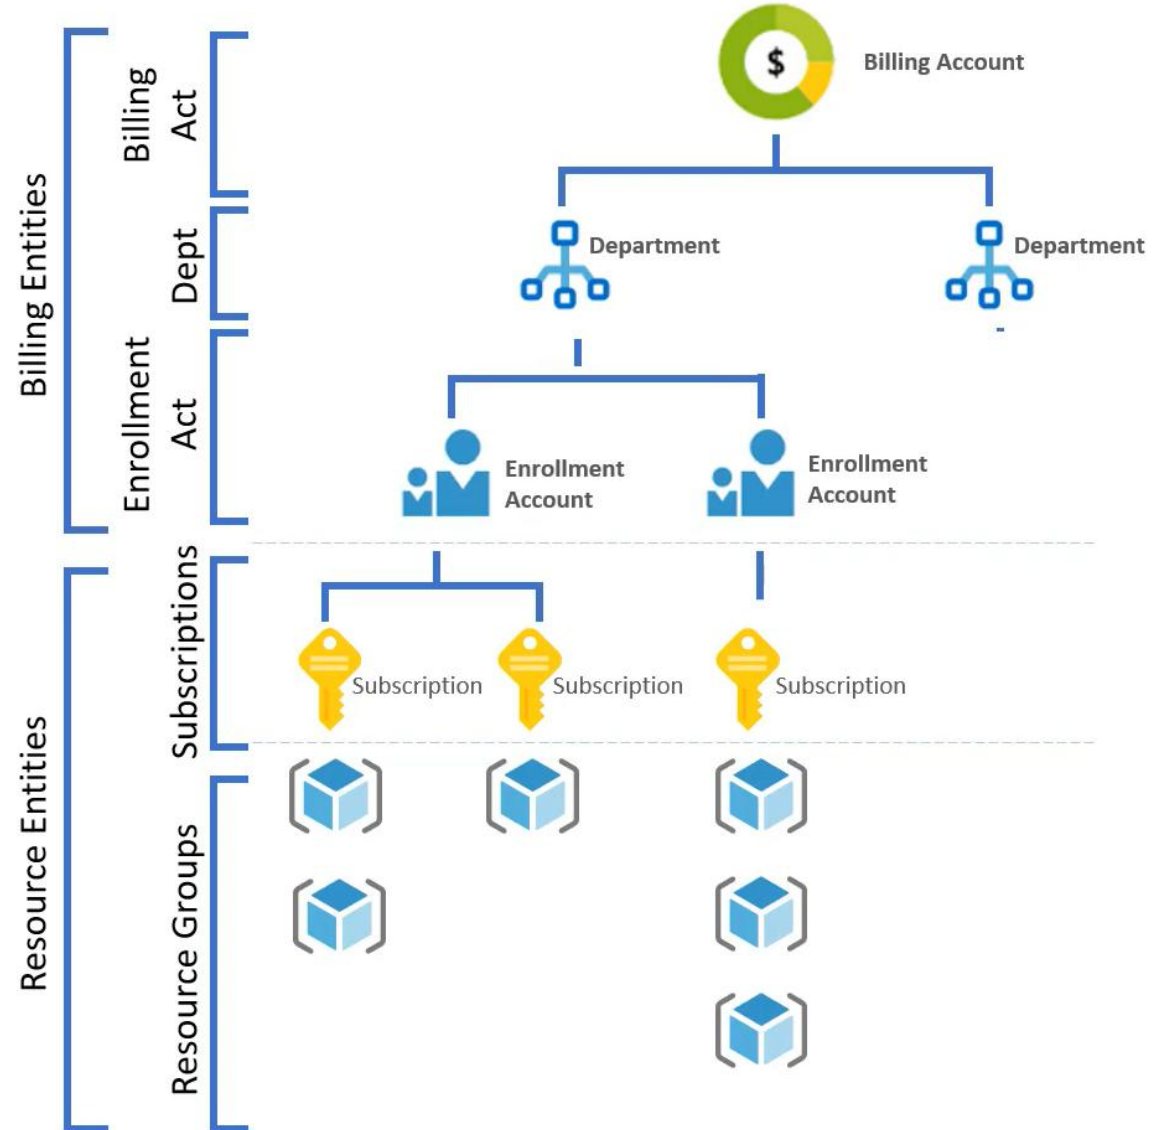 $
Billing Account
Department
Department
Enrollment
Account
Enrollment
Account
Subscription
Subscription
Subscription
Billing Entities
Billing
Act
Dept
Enrollment
Act
Resource Entities
Subscriptions
Resource Groups